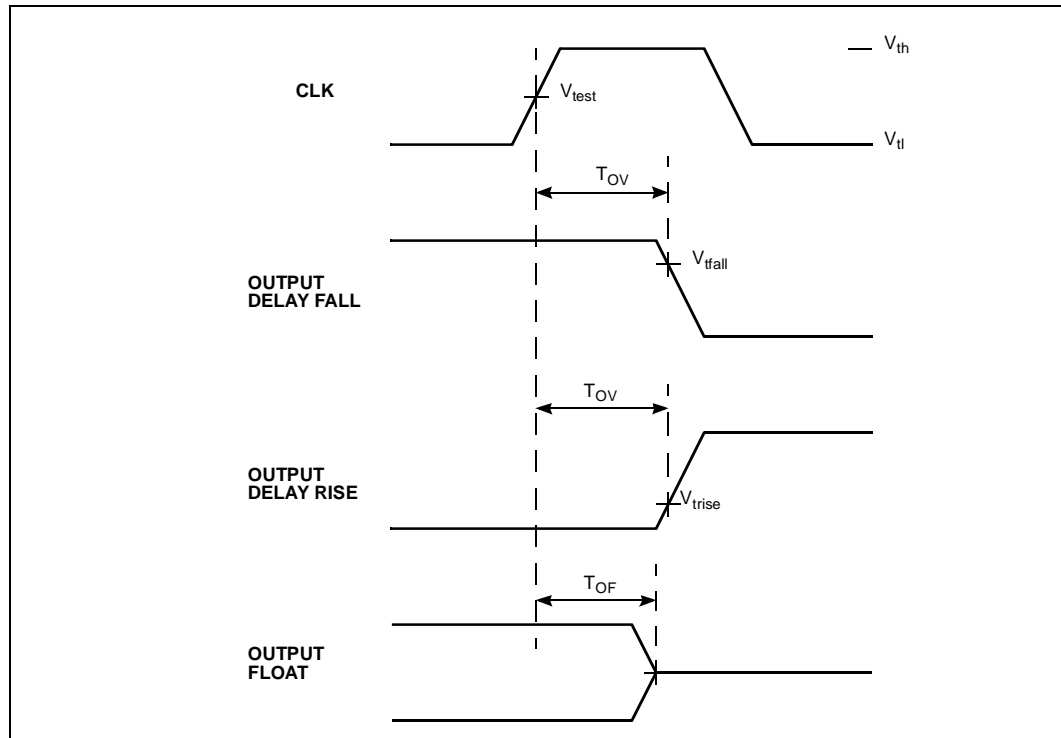 V_th
CLK
V_test
V_tl
T_OV
V_tfall
OUTPUT
DELAY FALL
T_OV
OUTPUT
DELAY RISE
V_trise
T_OF
OUTPUT
FLOAT